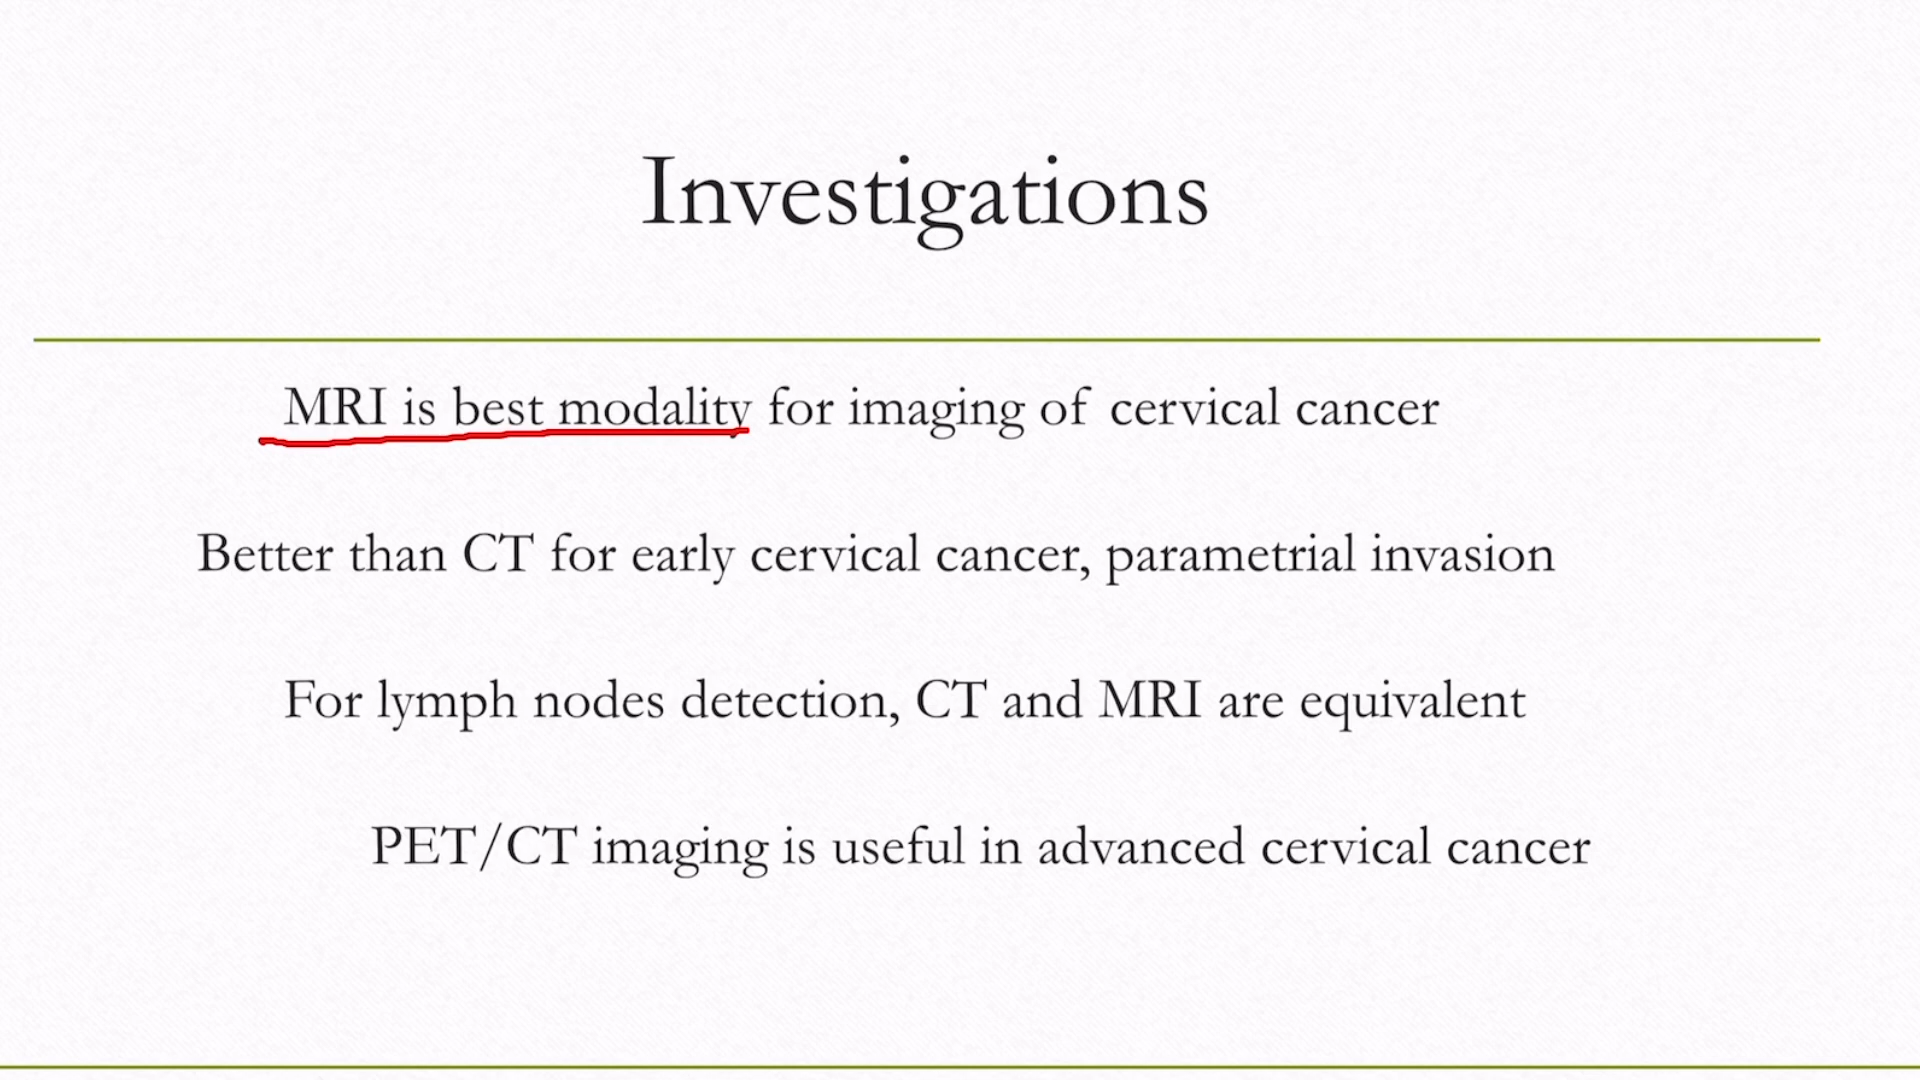 Investigations
MRI is best modality for imaging of cervical cancer
Better than CT for early cervical cancer, parametrial invasion
For lymph nodes detection, CT and MRI are equivalent
PET/CT imaging is useful in advanced cervical cancer